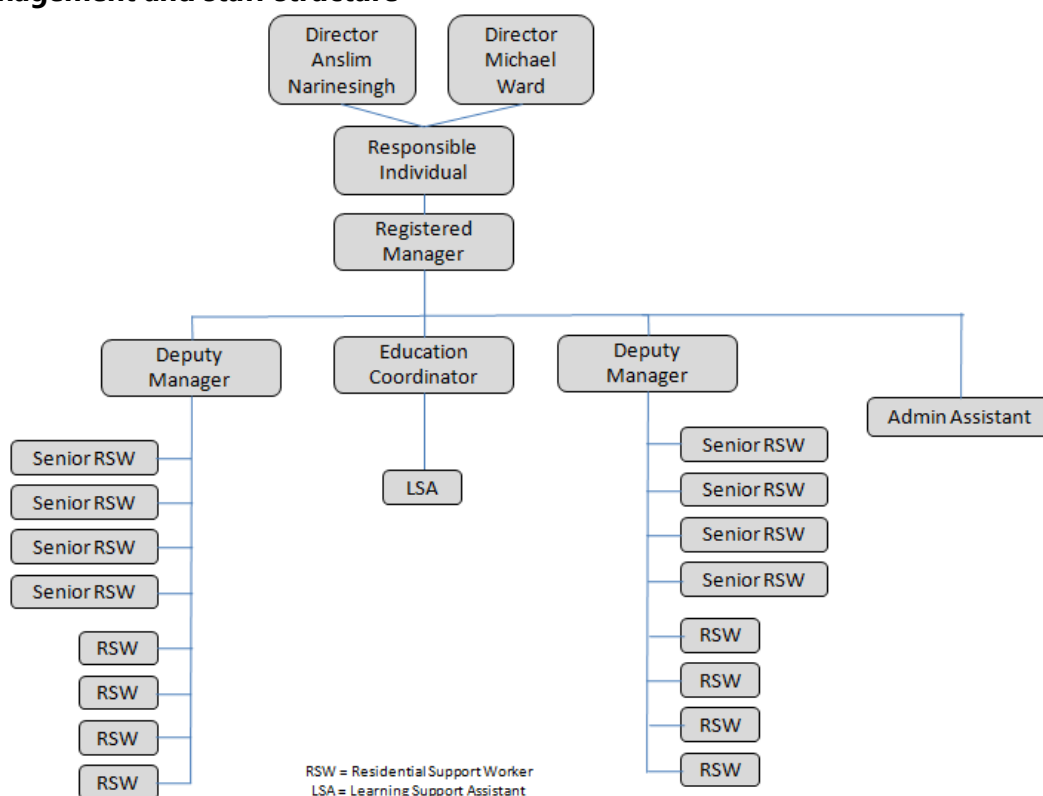 Director
Anslim
Narinesingh
Director
Michael
Ward
Responsible
Individual
Registered
Manager
Deputy
Manager
Education
Coordinator
Deputy
Manager
Admin Assistant
Senior RSW
Senior RSW
Senior RSW
Senior RSW
RSW
RSW
RSW
RSW
LSA
Senior RSW
Senior RSW
Senior RSW
Senior RSW
RSW
RSW
RSW
RSW
RSW = Residential Support Worker
LSA = Learning Support Assistant